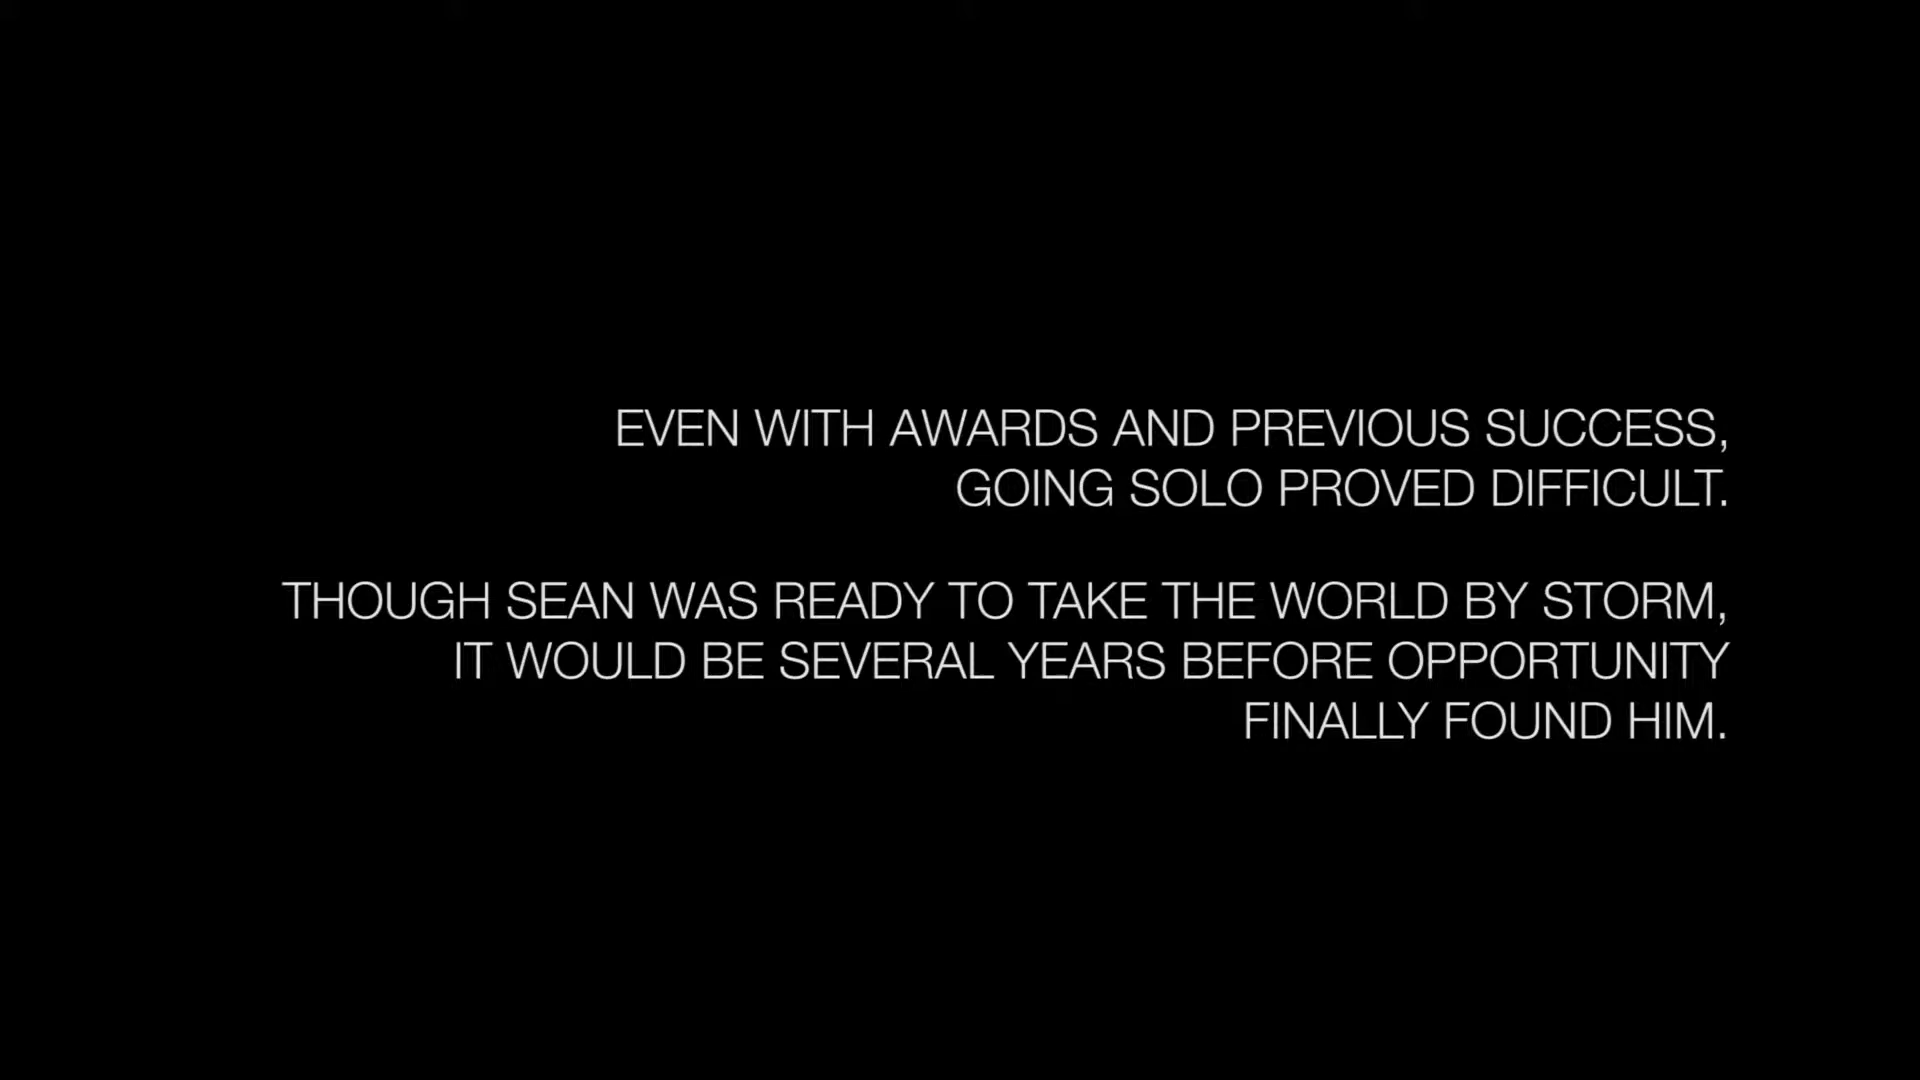 EVEN WITH AWARDS AND PREVIOUS SUCCESS,
GOING SOLO PROVED DIFFICULT.
THOUGH SEAN WAS READY TO TAKE THE WORLD BY STORM,
IT WOULD BE SEVERAL YEARS BEFORE OPPORTUNITY
FINALLY FOUND HIM.